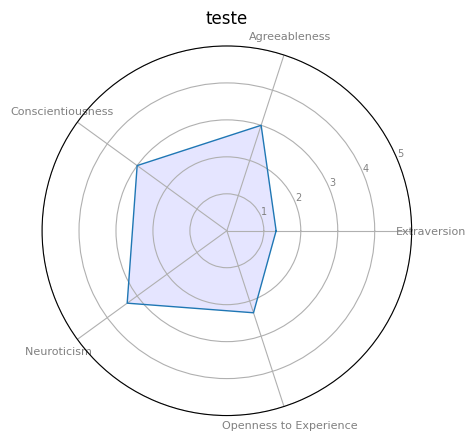 teste
Agreeableness
Conscientiousness
5
4
3
2
1
Extraversion
Neuroticism
Openness to Experience